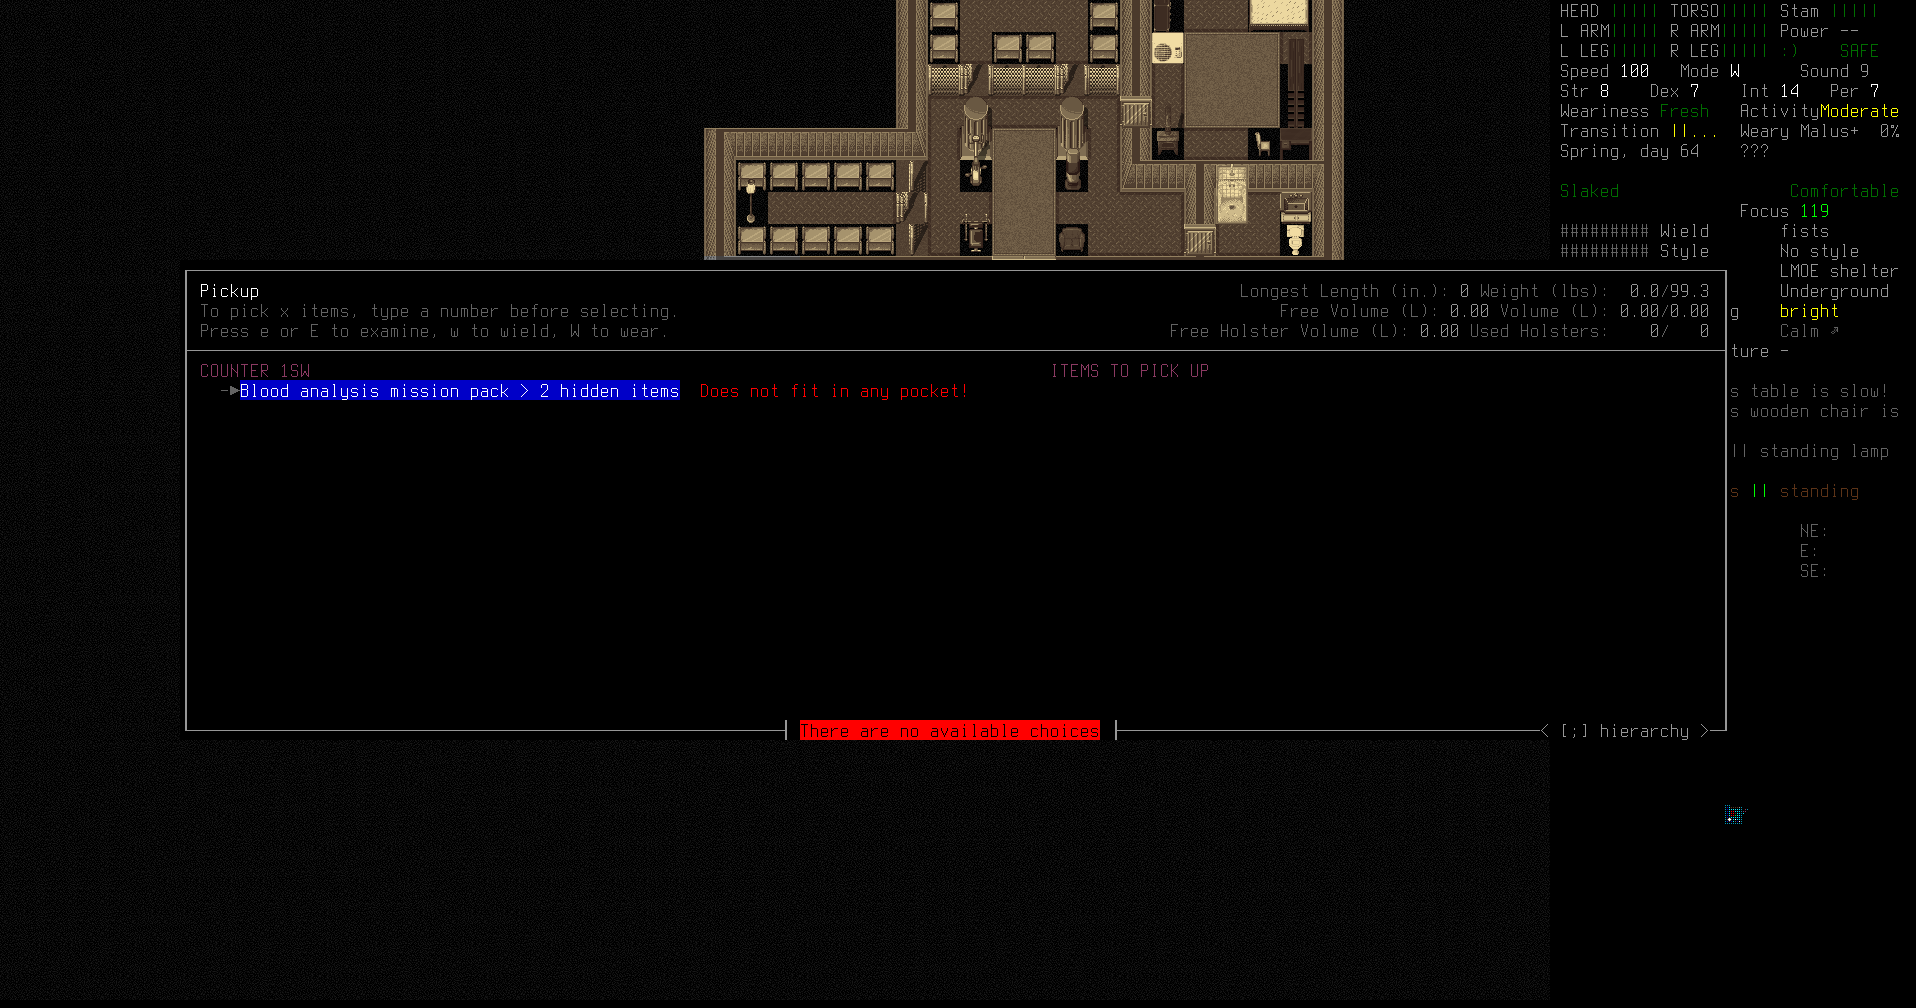 HEAD ||||| TORSO||||| Stam |||||
L ARM||||| R ARM||||| Power --
L LEG||||| R LEG||||| :) SAFE
Speed 100 Mode W Sound 9
Str 8 Dex 7 Int 14 Per 7
Weariness Fresh ActivityModerate
Transition ||... Weary Malus+ 0%
Spring, day 64 ???
Slaked Comfortable
Focus 119
######### Wield fists
######### Style No style
LMOE shelter
Pickup Longest Length (in.): 0 Weight (lbs): 0.0/99.3 Underground
To pick x items, type a number before selecting. Free Volume (L): 0.00 Volume (L): 0.00/0.00 g bright
Press e or E to examine, w to wield, W to wear. Free Holster Volume (L): 0.00 Used Holsters: 0/ 0 Calm ↗
ture -
COUNTER 1SW ITEMS TO PICK UP
-►Blood analysis mission pack > 2 hidden items Does not fit in any pocket! s table is slow!
s wooden chair is
|| standing lamp
s || standing
NE:
E:
SE:
There are no available choices < [;] hierarchy >